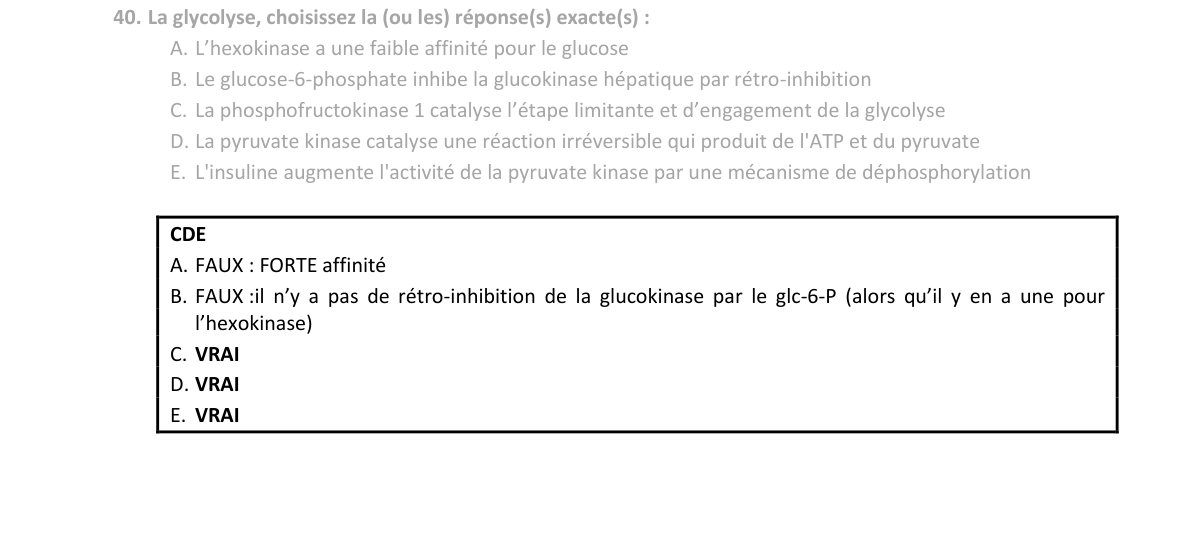 40. La glycolyse, choisissez la (ou les) réponse(s) exacte(s) :
A. L’hexokinase a une faible affinité pour le glucose
B. Le glucose-6-phosphate inhibe la glucokinase hépatique par rétro-inhibition
C. La phosphofructokinase 1 catalyse l’étape limitante et d’engagement de la glycolyse
D. La pyruvate kinase catalyse une réaction irréversible qui produit de l'ATP et du pyruvate
E. L'insuline augmente l'activité de la pyruvate kinase par une mécanisme de déphosphorylation
CDE
A. FAUX : FORTE affinité
B. FAUX :il n’y a pas de rétro-inhibition de la glucokinase par le glc-6-P (alors qu’il y en a une pour
l’hexokinase)
C. VRAI
D. VRAI
E. VRAI